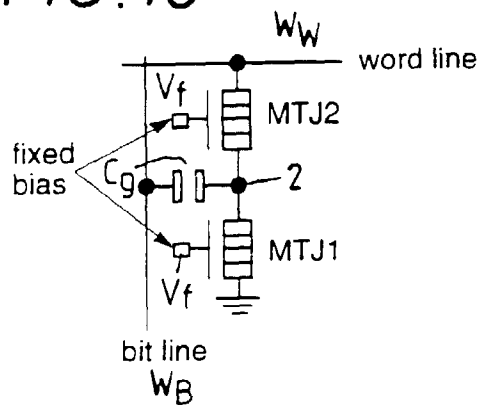 W_W
word line
V_f
MTJ2
fixed
bias
C_g
2
MTJ1
V_f
bit line
W_B